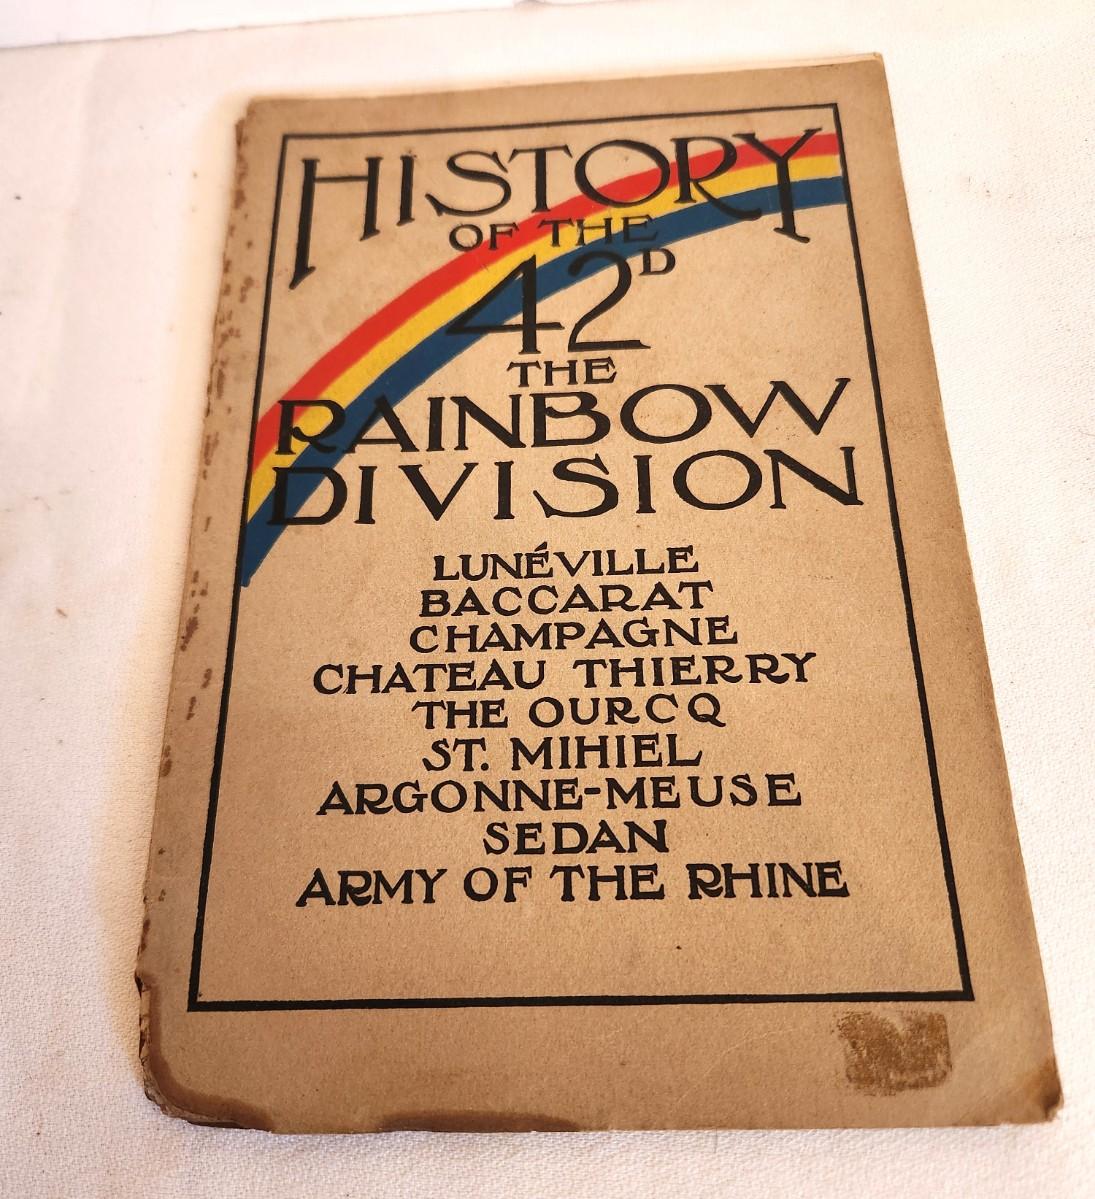 HISTORY
OF THE
42D
THE
RAINBOW
DIVISION
LUNÉVILLE
BACCARAT
CHAMPAGNE
CHATEAU THIERRY
THE OURCQ
ST. MIHIEL
ARGONNE-MEUSE
SEDAN
ARMY OF THE RHINE